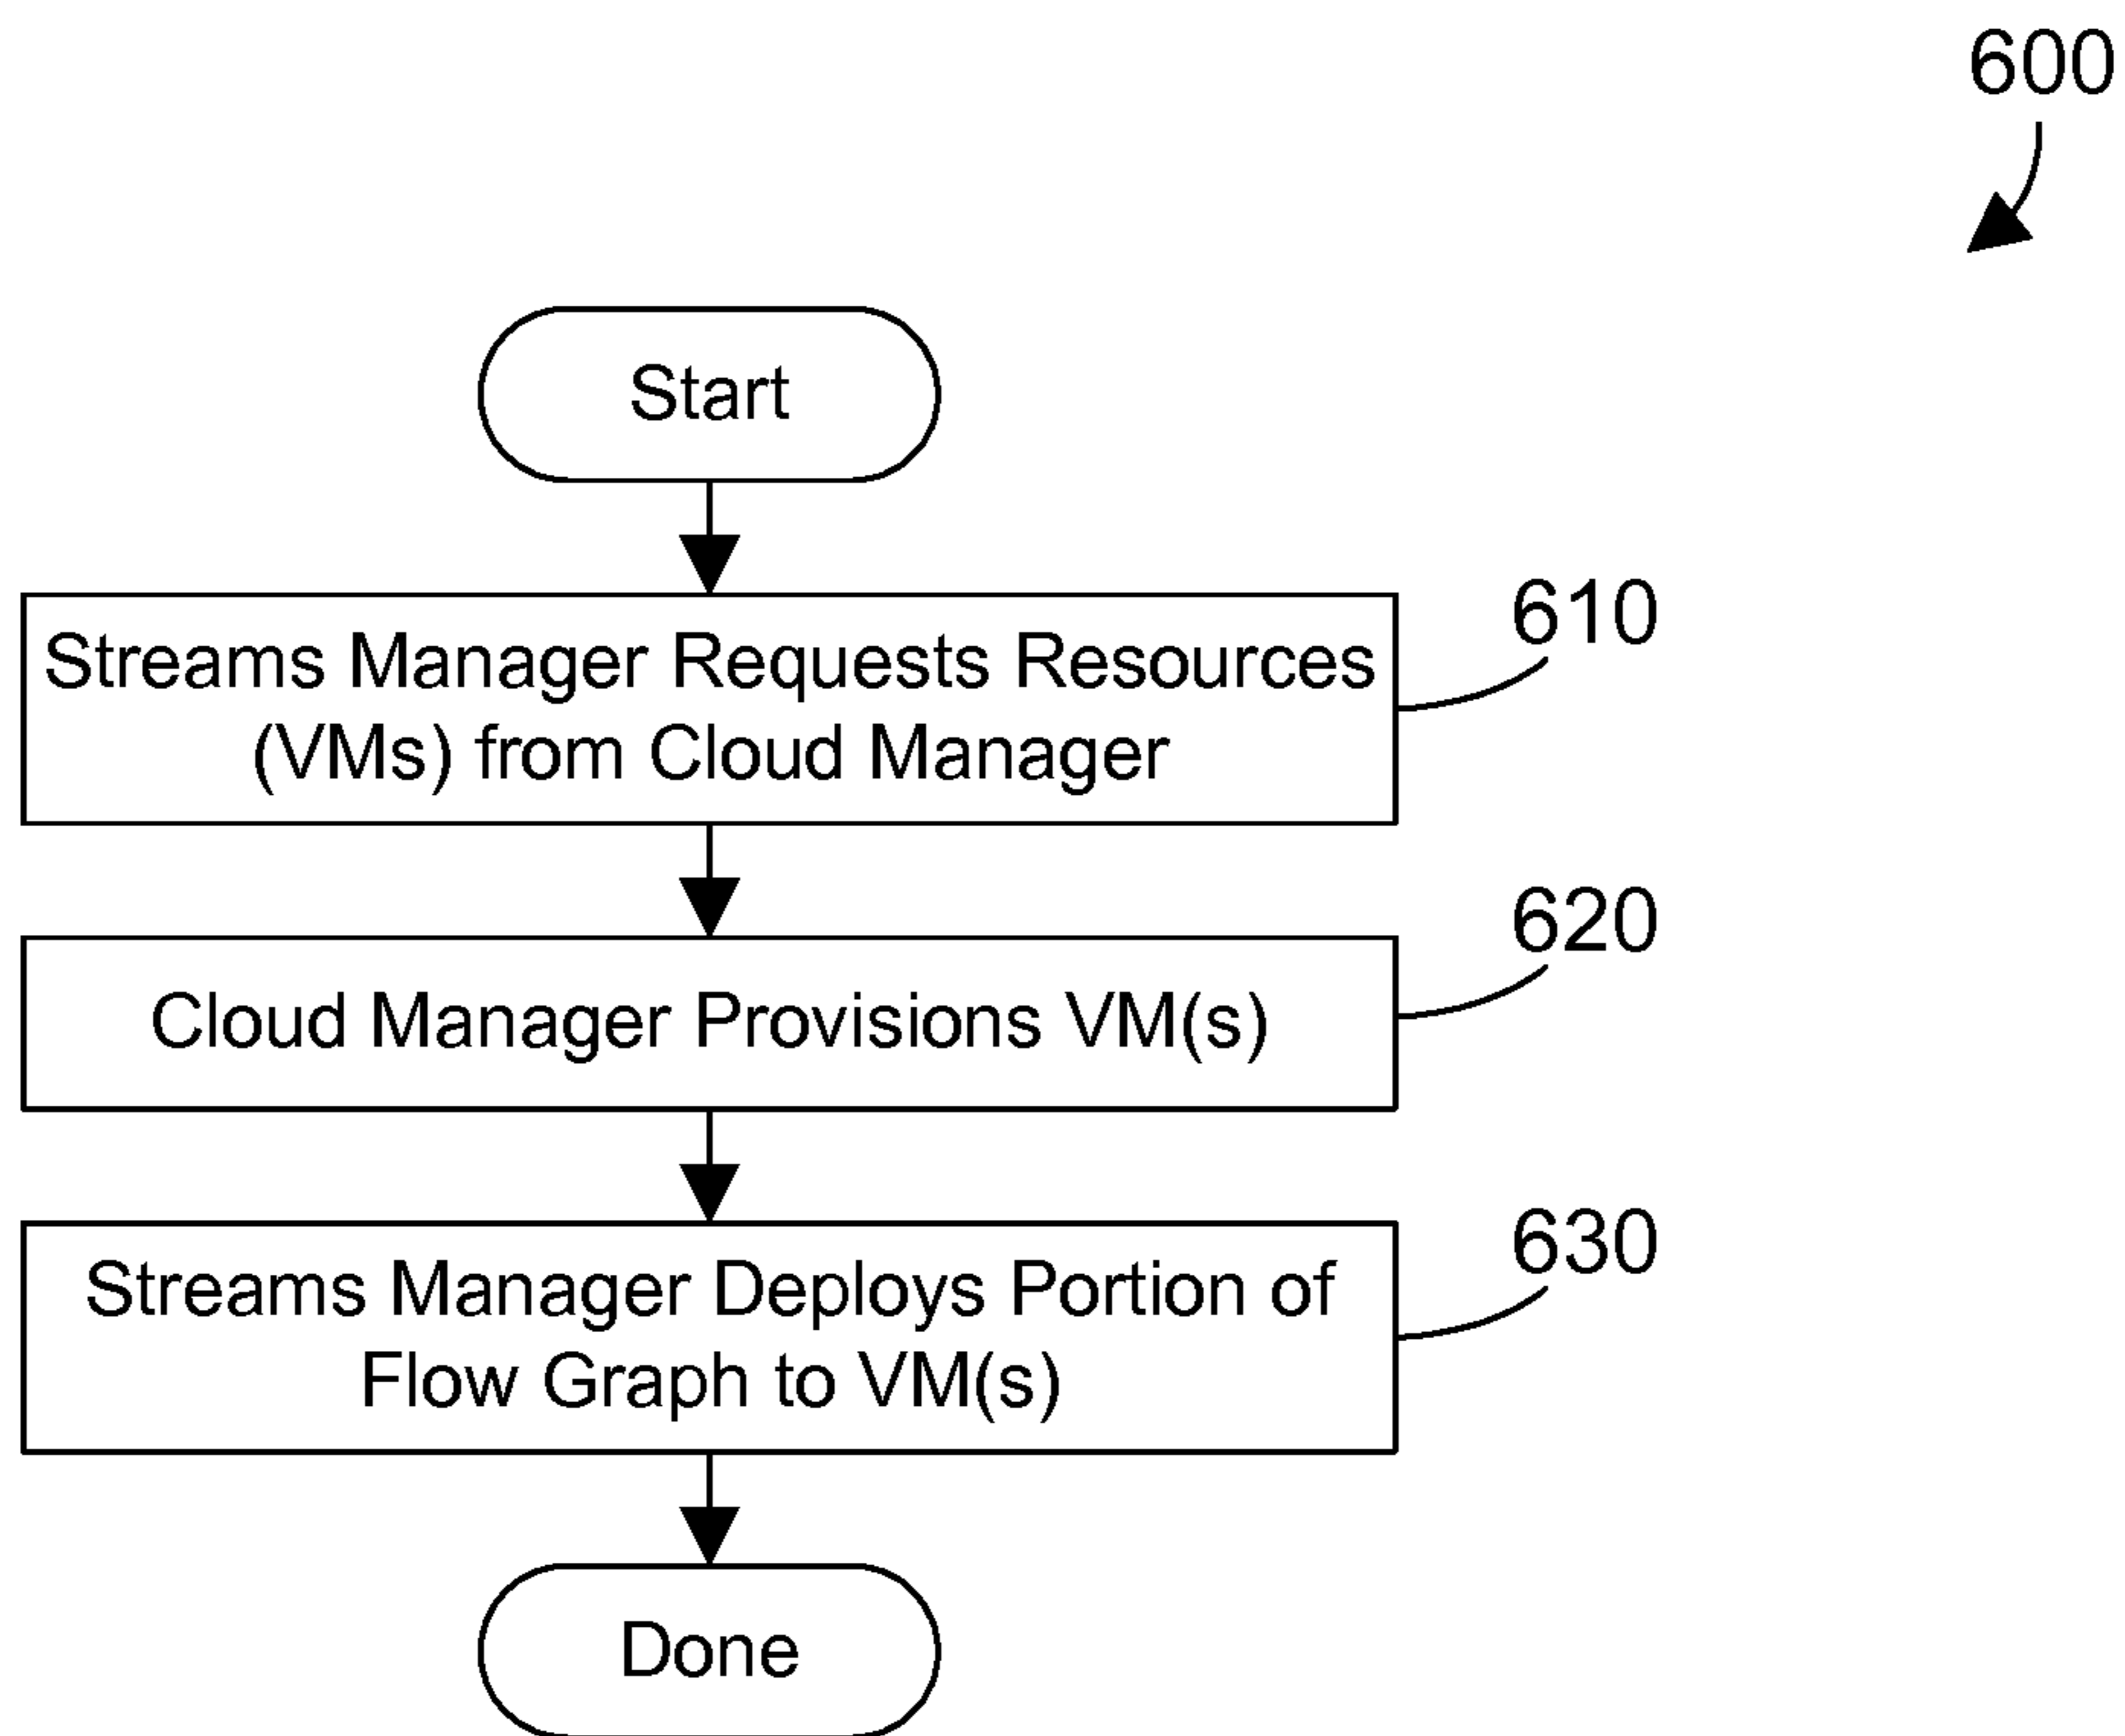 600
Start
Streams Manager Requests Resources
(VMs) from Cloud Manager
610
Cloud Manager Provisions VM(s)
620
Streams Manager Deploys Portion of
Flow Graph to VM(s)
630
Done